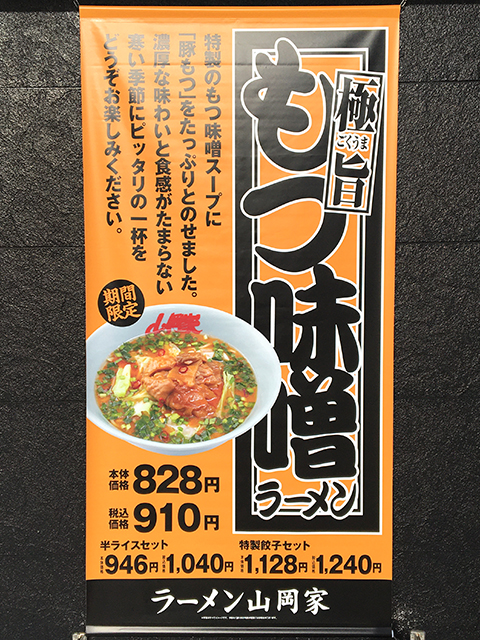 極旨
ごくうま
もつ味噌
ラーメン
特製のもつ味噌スープに
「豚もつ」をたっぷりとのせました。
濃厚な味わいと食感がたまらない
寒い季節にピッタリの一杯を
どうぞお楽しみください。
期間
限定
山岡家
本体価格 828円
税込価格 910円
半ライスセット
946円 1,040円
特製餃子セット
1,128円 1,240円
ラーメン山岡家